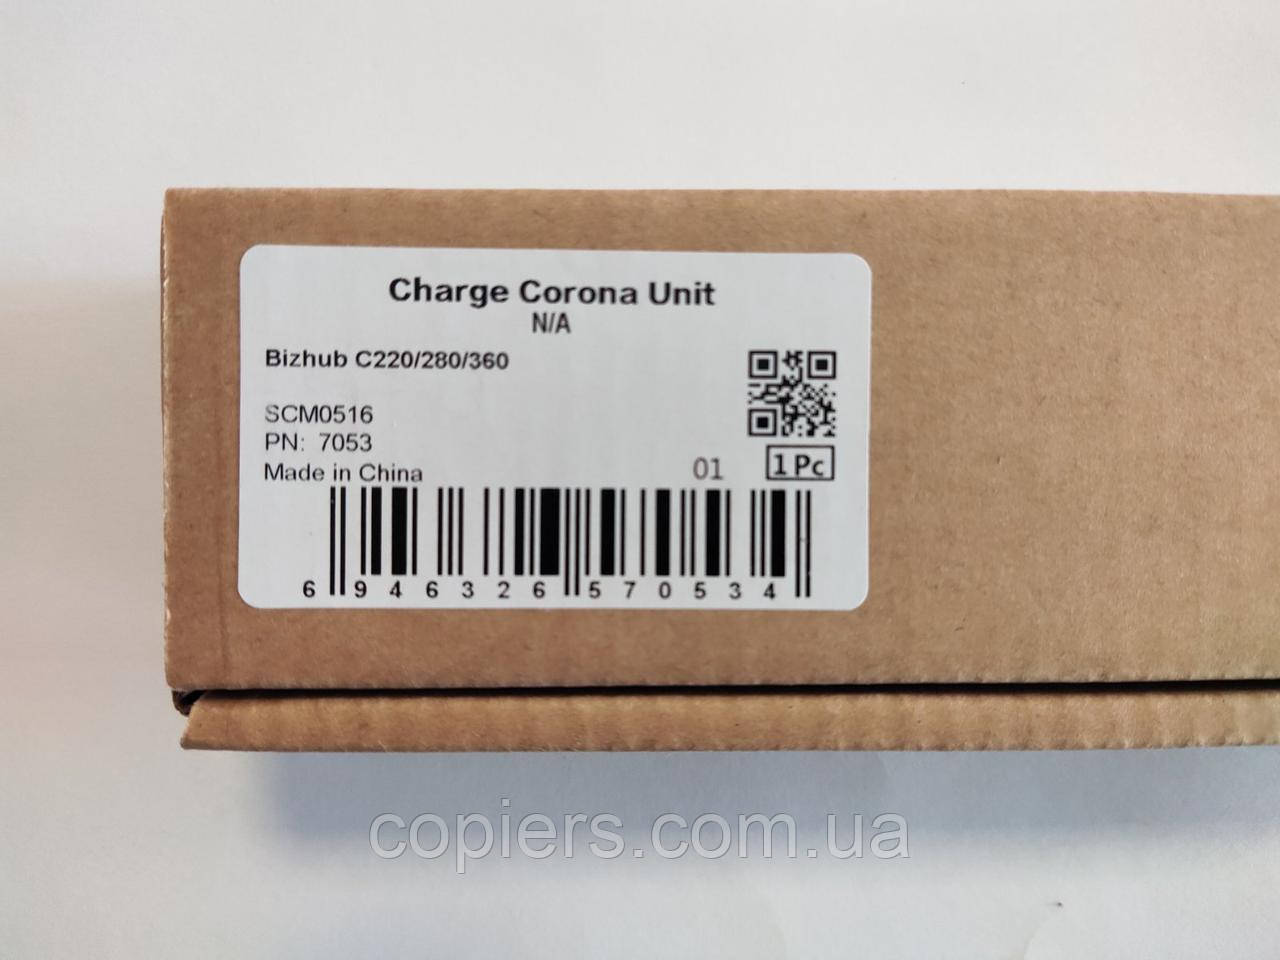 Charge Corona Unit
N/A
Bizhub C220/280/360
SCM0516
PN: 7053
Made in China
01
1 Pc
6 946326 570534
copiers.com.ua